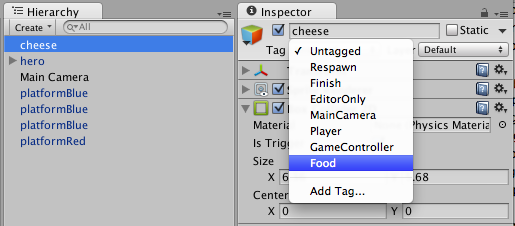 Hierarchy
Create
All
cheese
hero
Main Camera
platformBlue
platformBlue
platformBlue
platformRed
Inspector
cheese
Static
Tag
Default
Untagged
Respawn
Finish
EditorOnly
MainCamera
Player
GameController
Food
Add Tag...
Physics Materia
Is Trigg
Size
X 6 .68
Center
X 0 Y 0